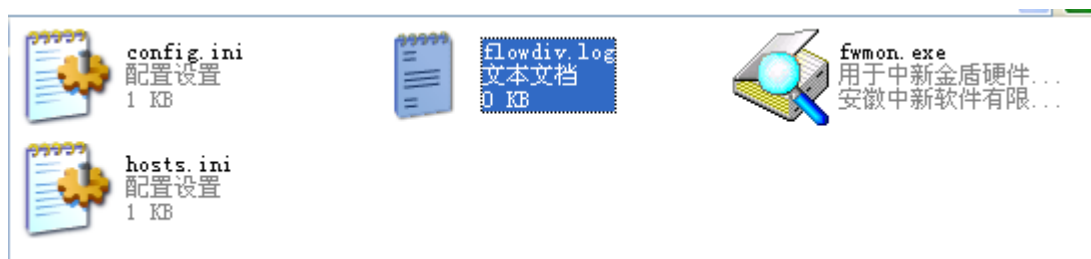 config.ini
配置设置
1 KB
flowdiv.log
文本文档
0 KB
fwmon.exe
用于中新金盾硬件...
安徽中新软件有限...
hosts.ini
配置设置
1 KB